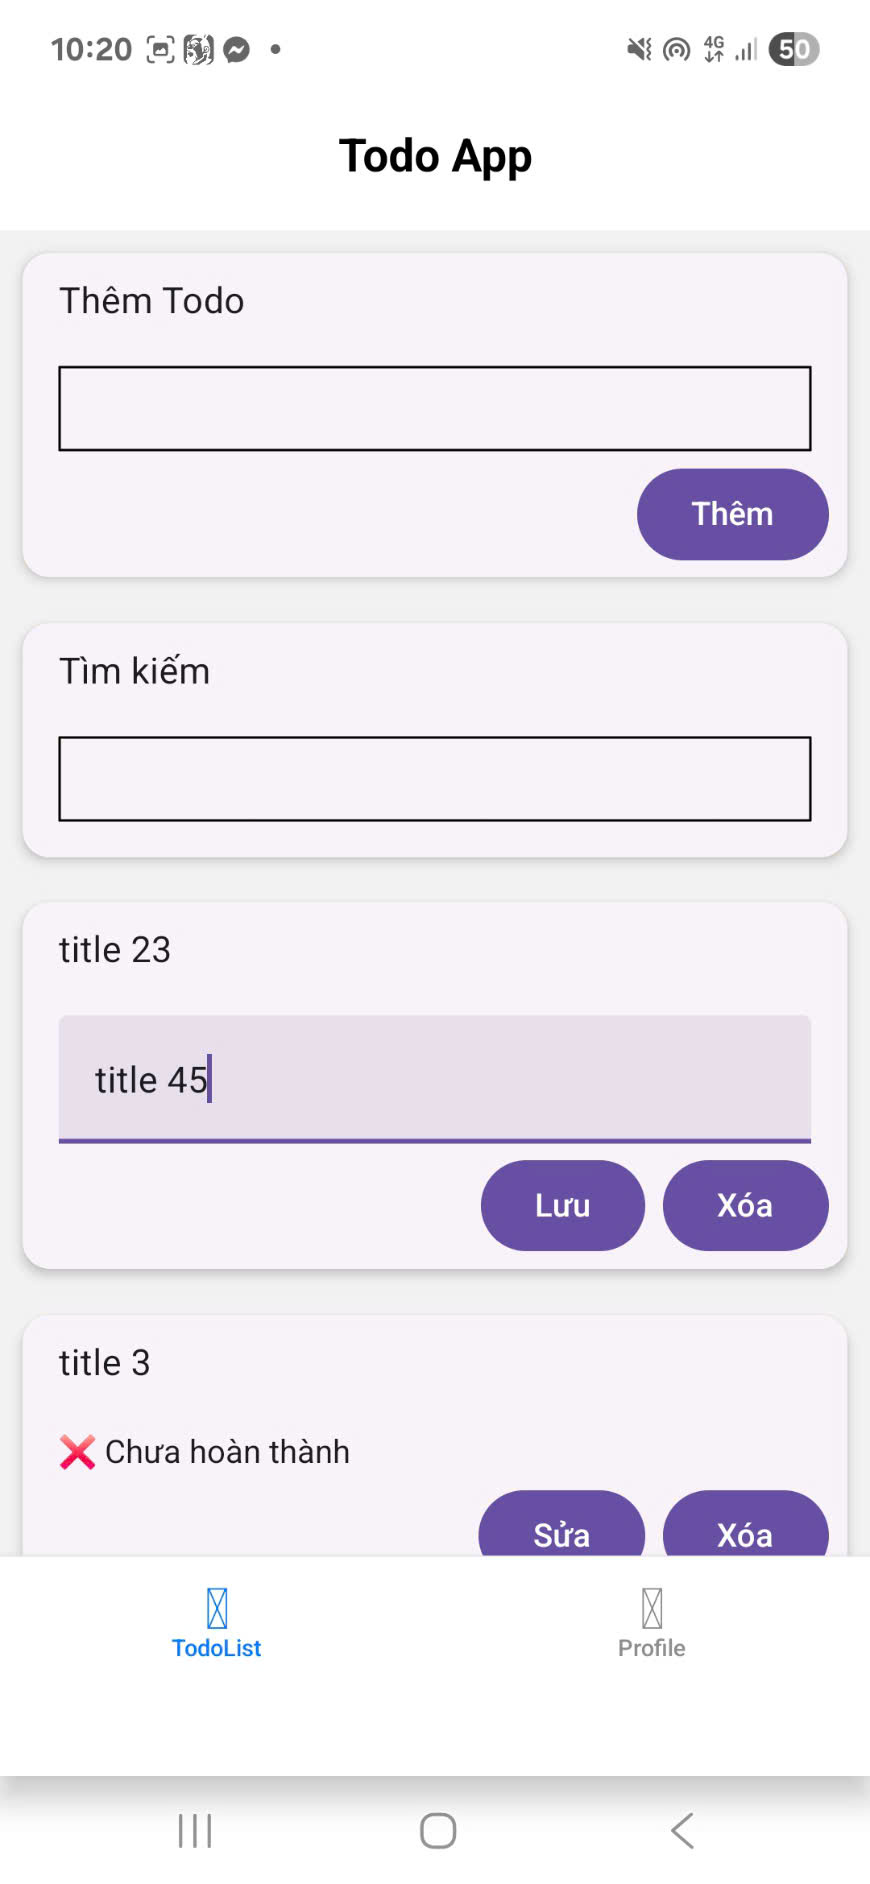 10:20
4G
50
Todo App
Thêm Todo
Thêm
Tìm kiếm
title 23
title 45
Lưu Xóa
title 3
❌ Chưa hoàn thành
Sửa Xóa
TodoList Profile